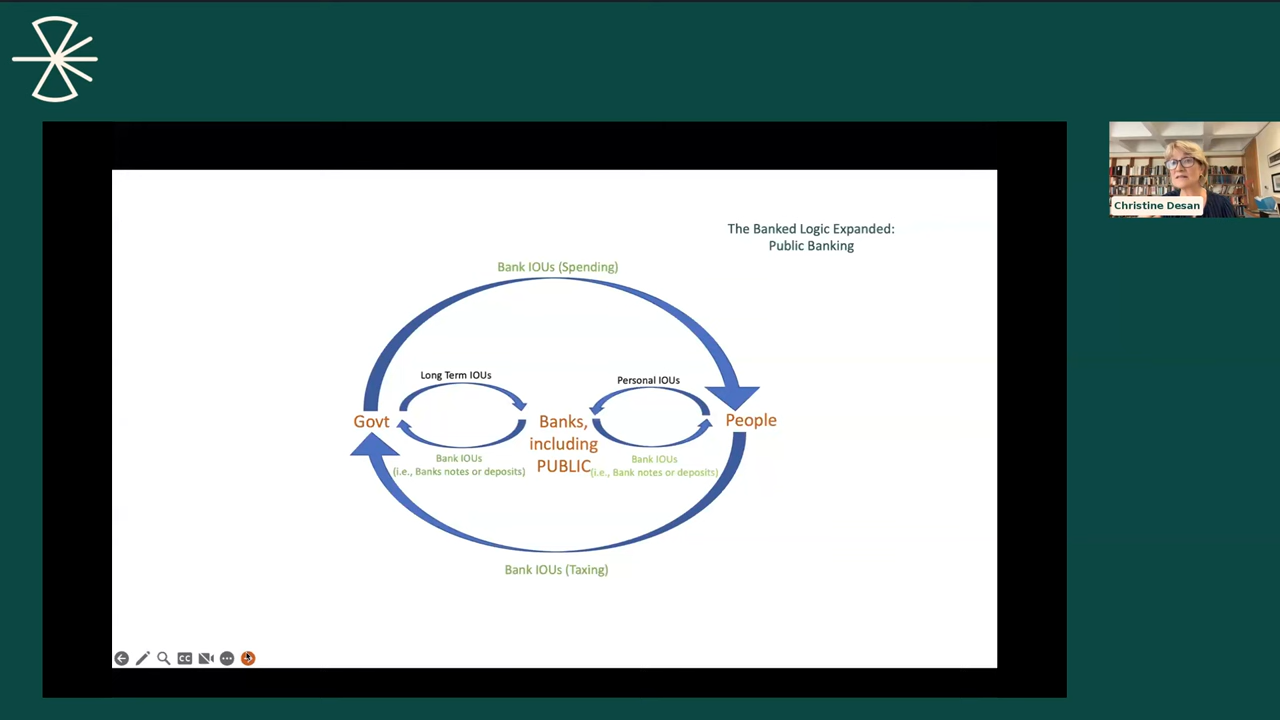 The Banked Logic Expanded:
Public Banking
Bank IOUs (Spending)
Long Term IOUs
Personal IOUs
Govt
Banks,
including
PUBLIC
People
Bank IOUs
(i.e., Banks notes or deposits)
Bank IOUs
(i.e., Bank notes or deposits)
Bank IOUs (Taxing)
CC
Christine Desan